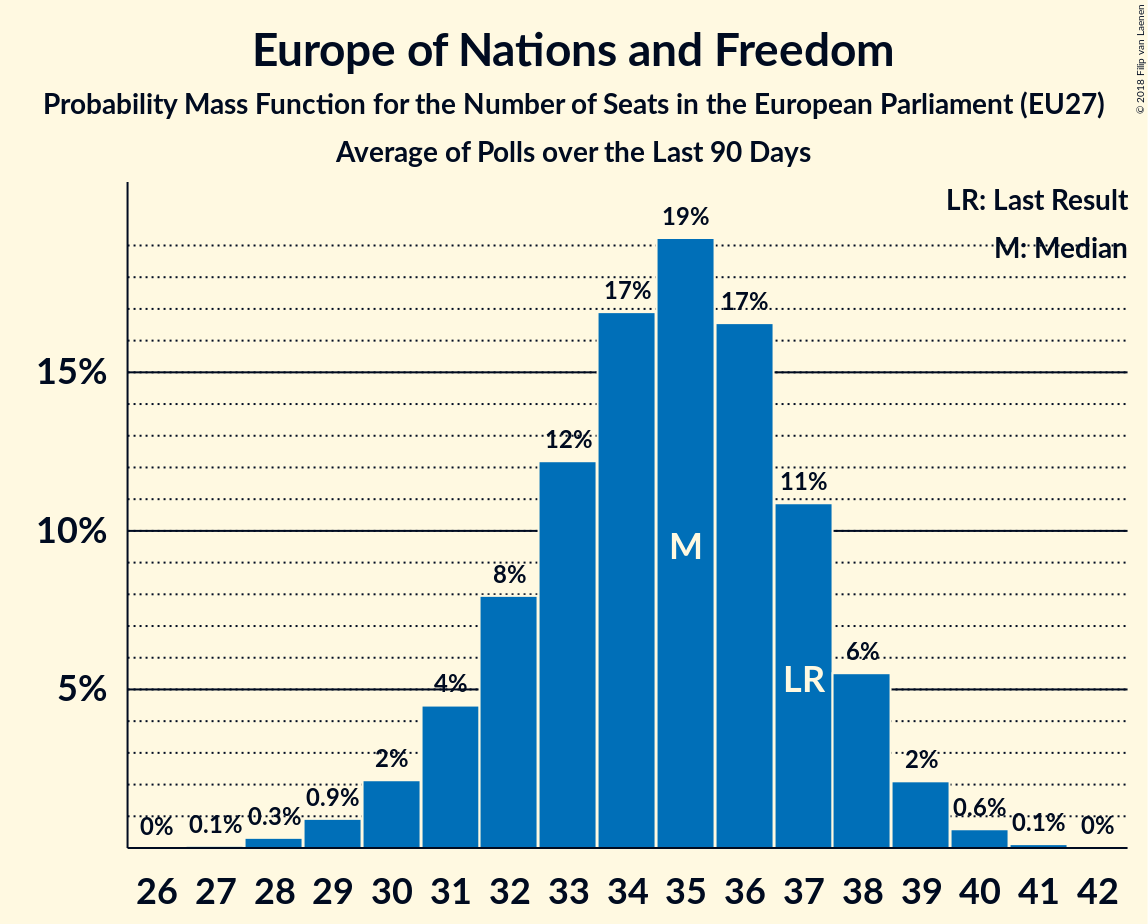 Europe of Nations and Freedom
Probability Mass Function for the Number of Seats in the European Parliament (EU27)
Average of Polls over the Last 90 Days
© 2018 Filip van Laenen
LR: Last Result
M: Median
15%
10%
5%
0%
0.1%
0.3%
0.9%
2%
4%
8%
12%
17%
19%
17%
11%
6%
2%
0.6%
0.1%
0%
M
LR
26 27 28 29 30 31 32 33 34 35 36 37 38 39 40 41 42